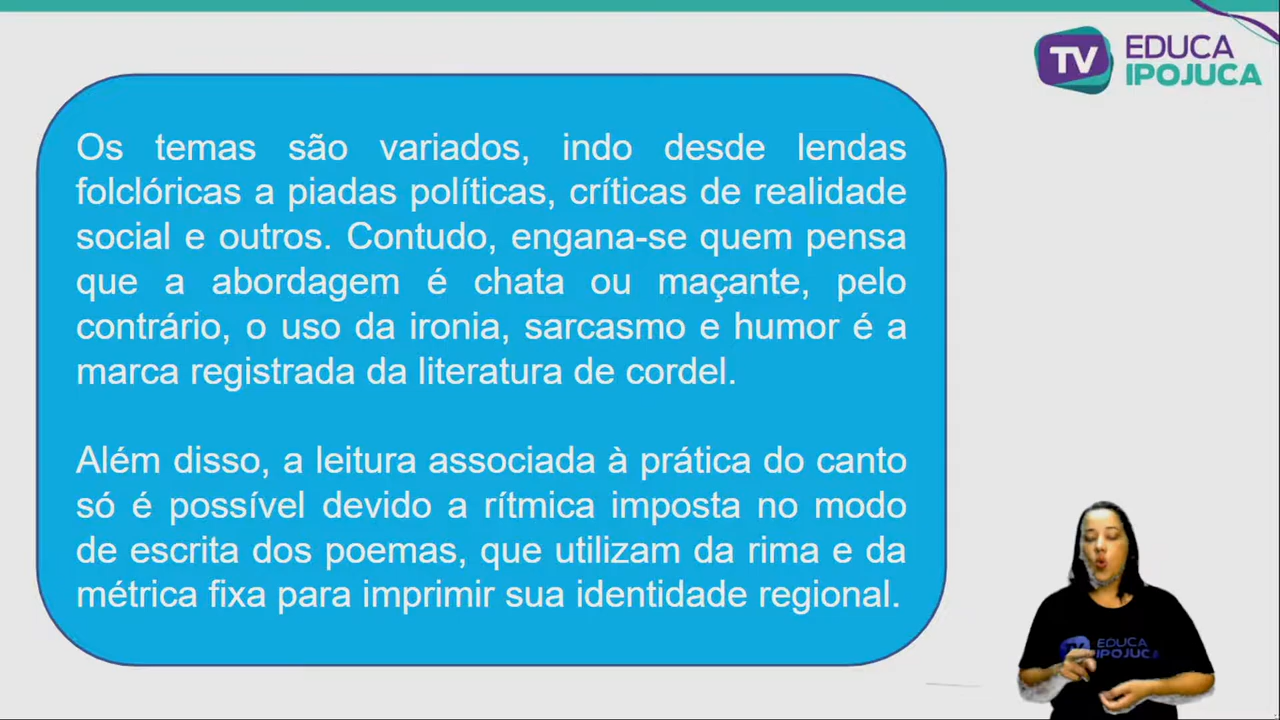 TV EDUCA
IPOJUCA
Os temas são variados, indo desde lendas
folclóricas a piadas políticas, críticas de realidade
social e outros. Contudo, engana-se quem pensa
que a abordagem é chata ou maçante, pelo
contrário, o uso da ironia, sarcasmo e humor é a
marca registrada da literatura de cordel.
Além disso, a leitura associada à prática do canto
só é possível devido a rítmica imposta no modo
de escrita dos poemas, que utilizam da rima e da
métrica fixa para imprimir sua identidade regional.
TV EDUCA
IPOJUCA